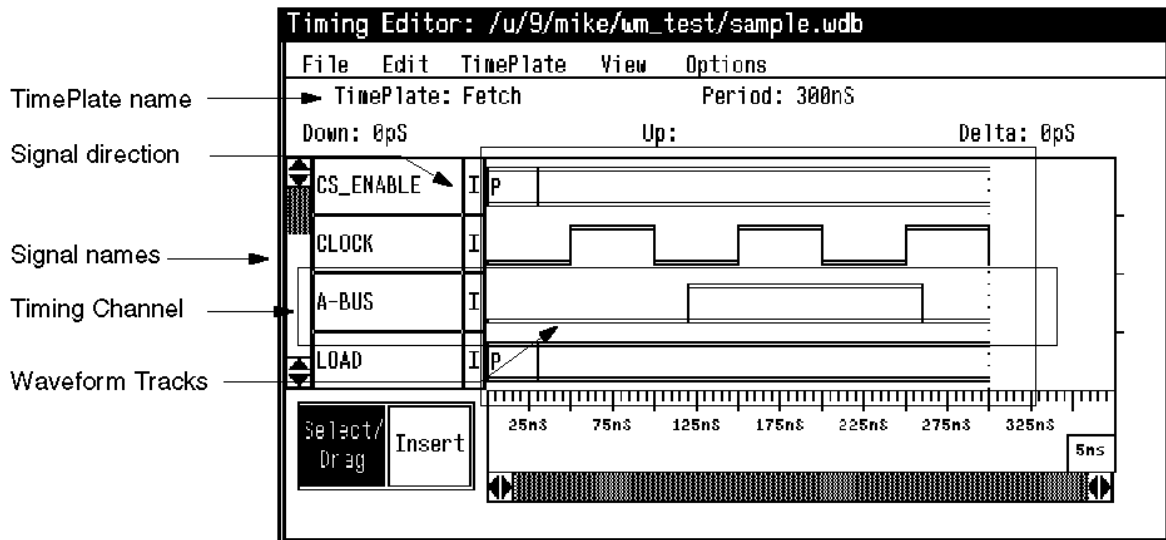 Timing Editor: /u/9/mike/wm_test/sample.wdb
File Edit TimePlate View Options
TimePlate name
TimePlate: Fetch Period: 300nS
Down: 0pS Up: Delta: 0pS
Signal direction
CS_ENABLE I P
CLOCK I
Signal names
A-BUS I
Timing Channel
LOAD I P
Waveform Tracks
25nS 75nS 125nS 175nS 225nS 275nS 325nS
Select/
Drag
Insert
5ns